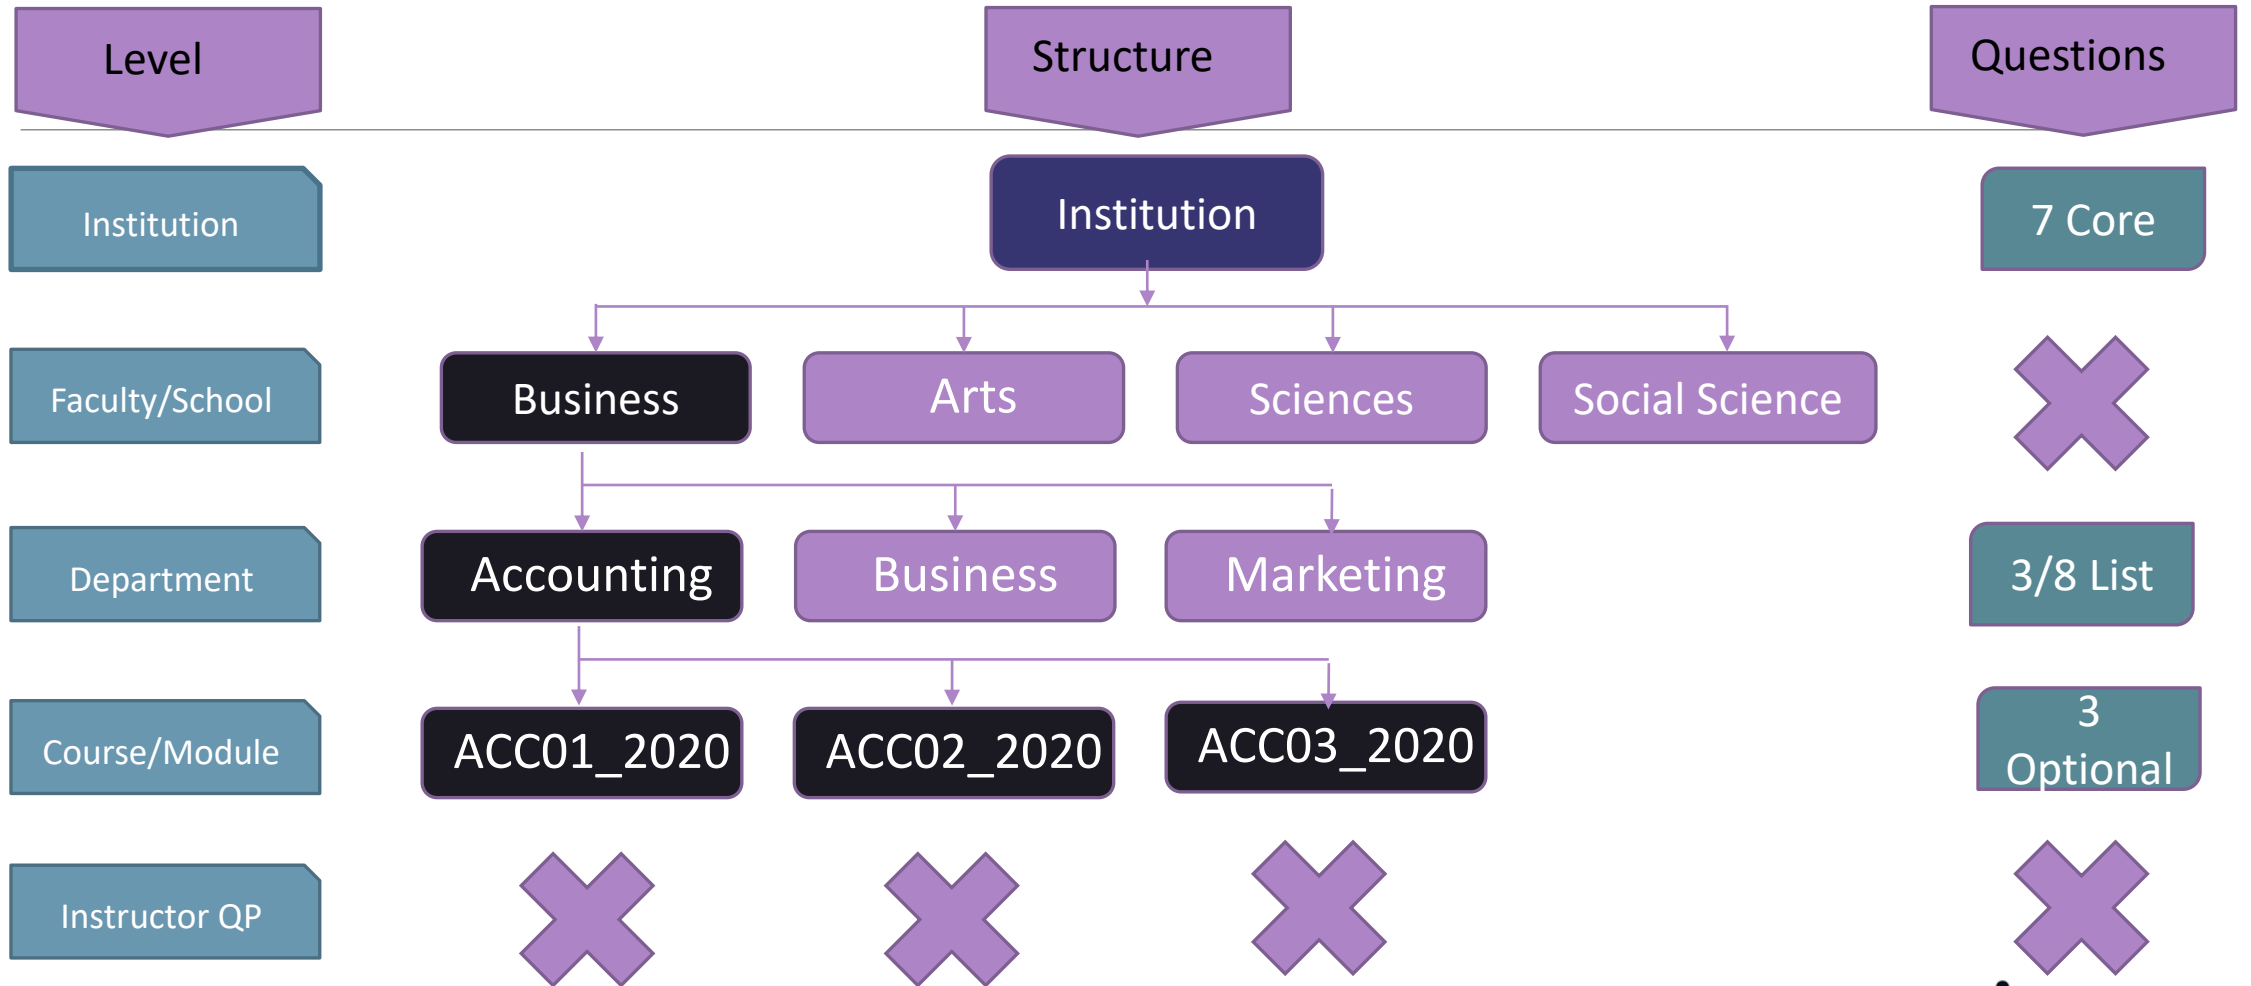 Level
Structure
Questions
Institution
Institution
7 Core
Faculty/School
Business
Arts
Sciences
Social Science
Department
Accounting
Business
Marketing
3/8 List
Course/Module
ACC01_2020
ACC02_2020
ACC03_2020
3
Optional
Instructor QP